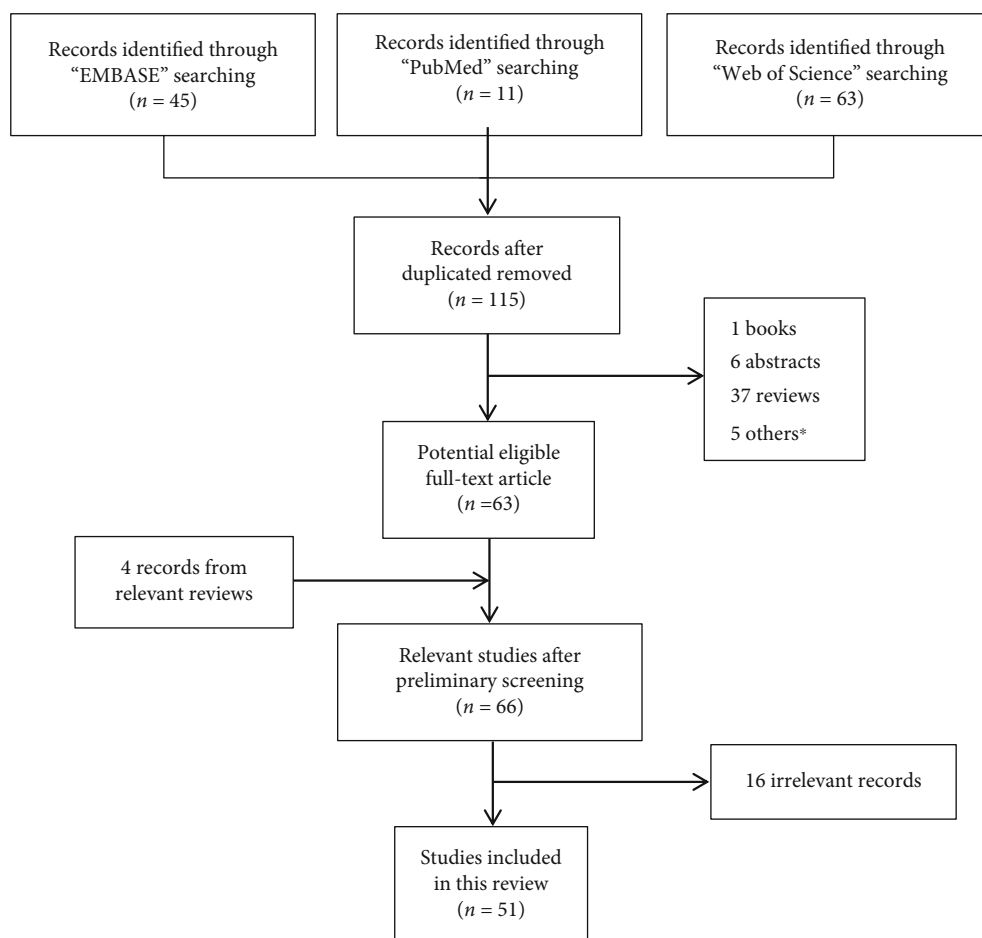 Records identified through
“EMBASE” searching
(n = 45)
Records identified through
“PubMed” searching
(n = 11)
Records identified through
“Web of Science” searching
(n = 63)
Records after
duplicated removed
(n = 115)
1 books
6 abstracts
37 reviews
5 others*
Potential eligible
full-text article
(n =63)
4 records from
relevant reviews
Relevant studies after
preliminary screening
(n = 66)
16 irrelevant records
Studies included
in this review
(n = 51)